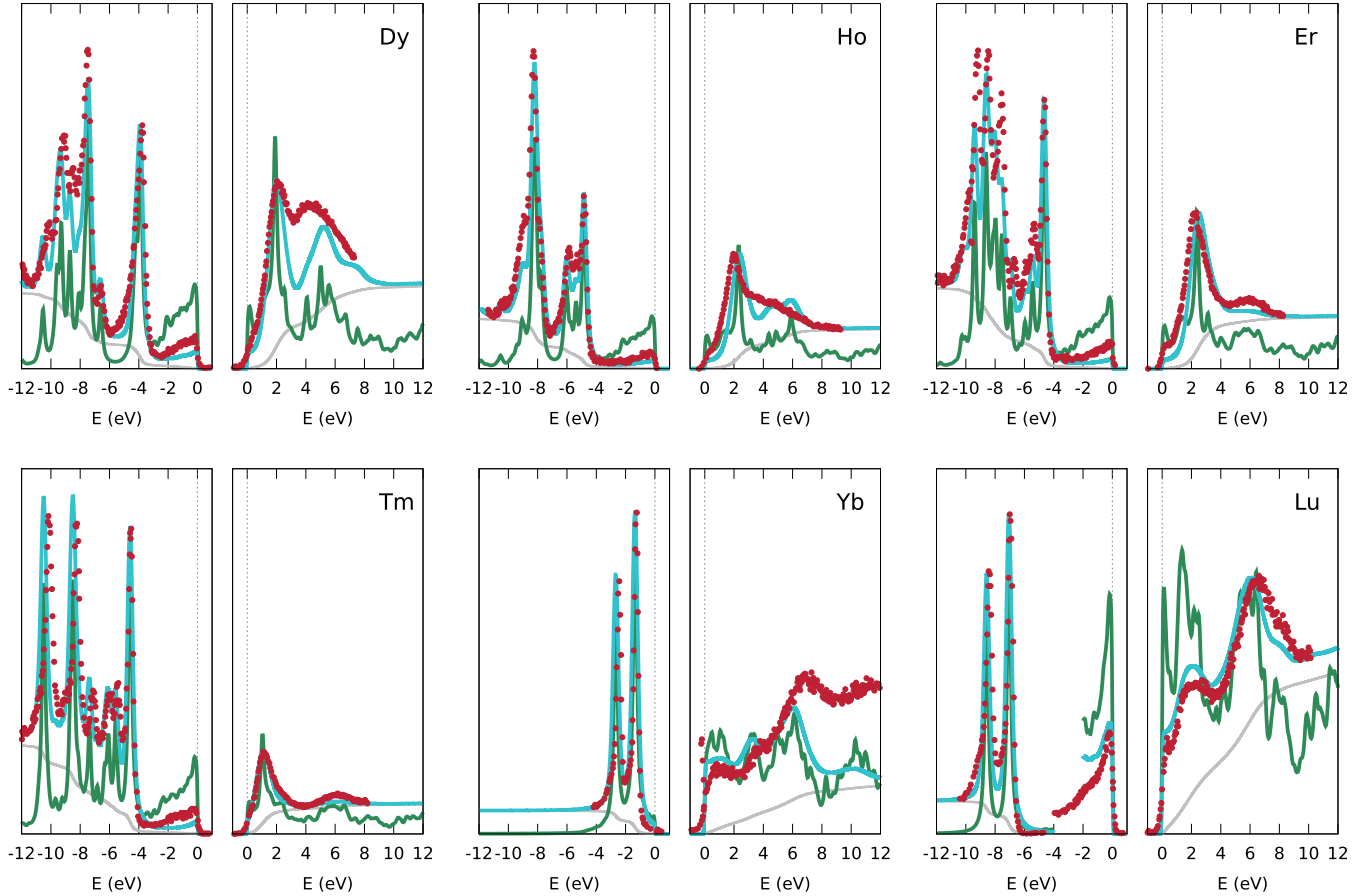 Dy
Ho
Er
-12 -10 -8 -6 -4 -2 0 0 2 4 6 8 10 12 -12 -10 -8 -6 -4 -2 0 0 2 4 6 8 10 12 -12 -10 -8 -6 -4 -2 0 0 2 4 6 8 10 12
E (eV) E (eV) E (eV) E (eV) E (eV) E (eV)
Tm
Yb
Lu
-12 -10 -8 -6 -4 -2 0 0 2 4 6 8 10 12 -12 -10 -8 -6 -4 -2 0 0 2 4 6 8 10 12 -12 -10 -8 -6 -4 -2 0 0 2 4 6 8 10 12
E (eV) E (eV) E (eV) E (eV) E (eV) E (eV)